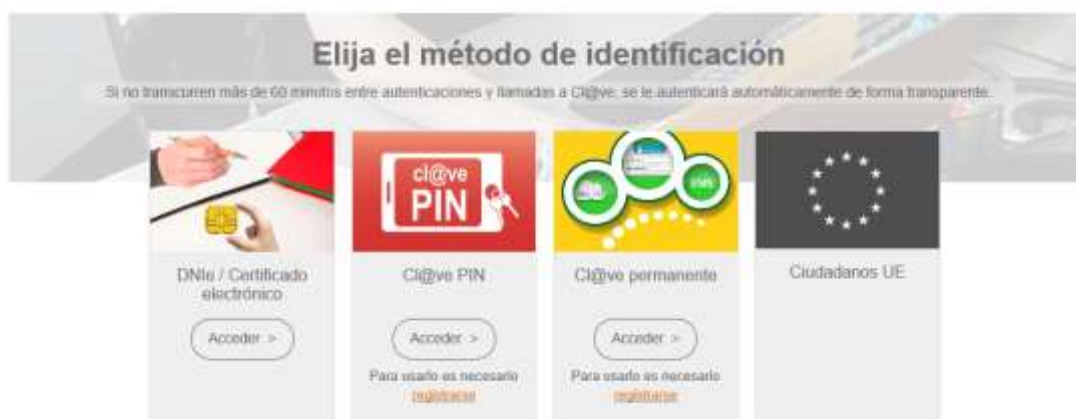 Elija el método de identificación
Si no transcurren más de 60 minutos entre autenticaciones y llamadas a Cl@ve, se le autenticará automáticamente de forma transparente.
cl@ve
PIN
SMS
DNIe / Certificado
electrónico
Cl@ve PIN
Cl@ve permanente
Ciudadanos UE
Acceder >
Acceder >
Acceder >
Para usarlo es necesario
registrarse
Para usarlo es necesario
registrarse